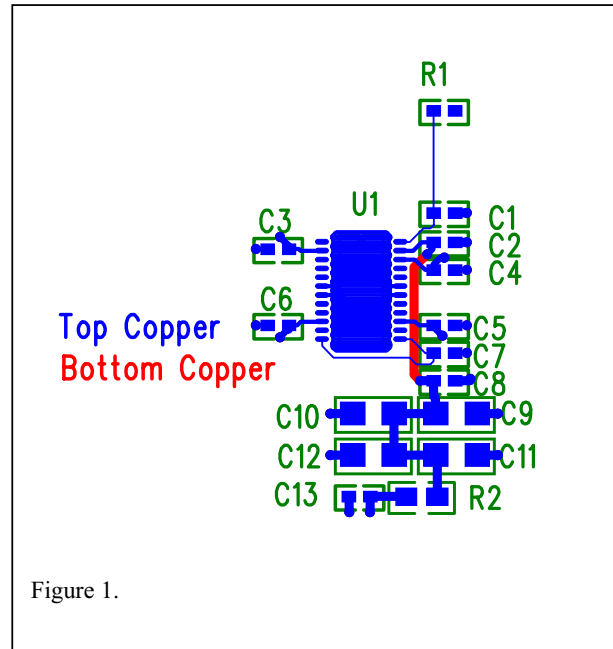 R1
U1
C3
C1
C2
C4
C6
C5
Top Copper
C7
Bottom Copper
C8
C10
C9
C12
C11
C13
R2
Figure 1.